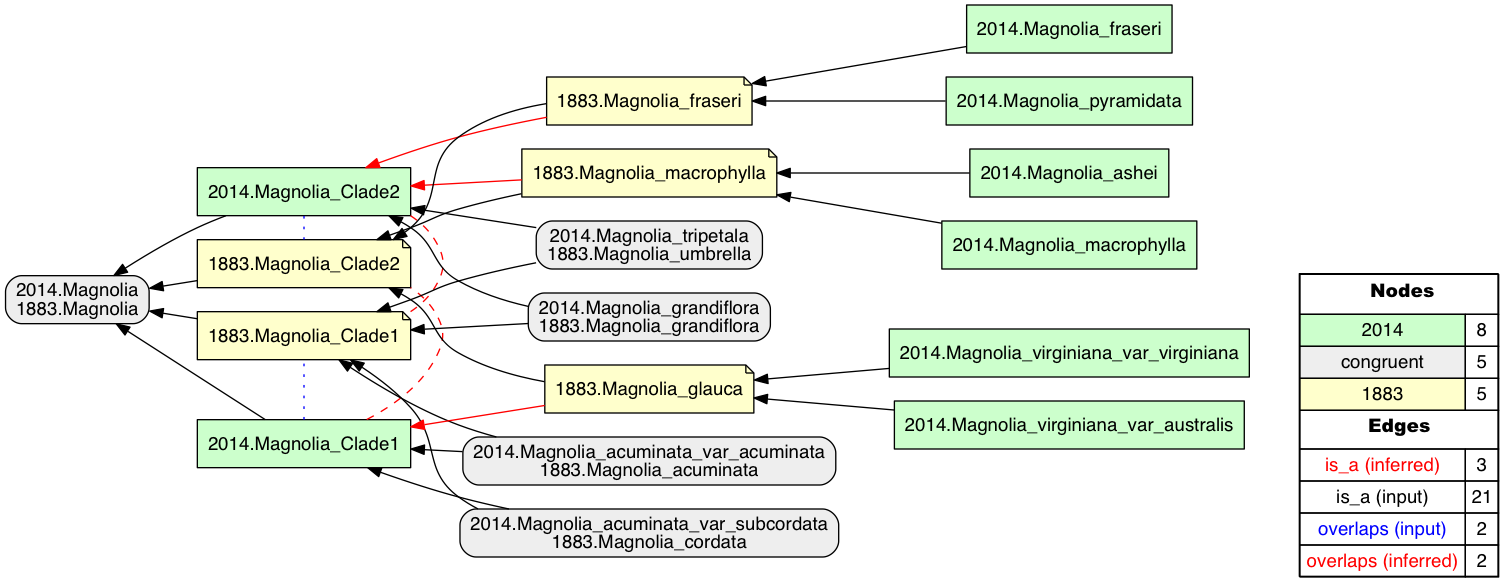 2014.Magnolia_fraseri
1883.Magnolia_fraseri
2014.Magnolia_pyramidata
1883.Magnolia_macrophylla
2014.Magnolia_ashei
2014.Magnolia_Clade2
2014.Magnolia_tripetala
1883.Magnolia_umbrella
2014.Magnolia_macrophylla
1883.Magnolia_Clade2
2014.Magnolia
1883.Magnolia
2014.Magnolia_grandiflora
1883.Magnolia_grandiflora
1883.Magnolia_Clade1
2014.Magnolia_virginiana_var_virginiana
1883.Magnolia_glauca
2014.Magnolia_virginiana_var_australis
2014.Magnolia_Clade1
2014.Magnolia_acuminata_var_acuminata
1883.Magnolia_acuminata
2014.Magnolia_acuminata_var_subcordata
1883.Magnolia_cordata
Nodes
2014 8
congruent 5
1883 5
Edges
is_a (inferred) 3
is_a (input) 21
overlaps (input) 2
overlaps (inferred) 2